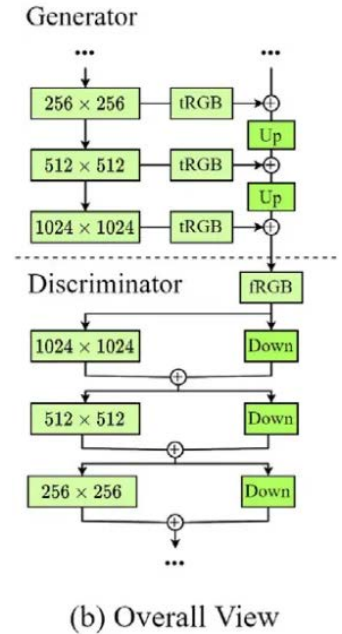 Generator
... ...
256 × 256 tRGB
Up
512 × 512 tRGB
Up
1024 × 1024 tRGB
Discriminator fRGB
1024 × 1024 Down
512 × 512 Down
256 × 256 Down
...
(b) Overall View